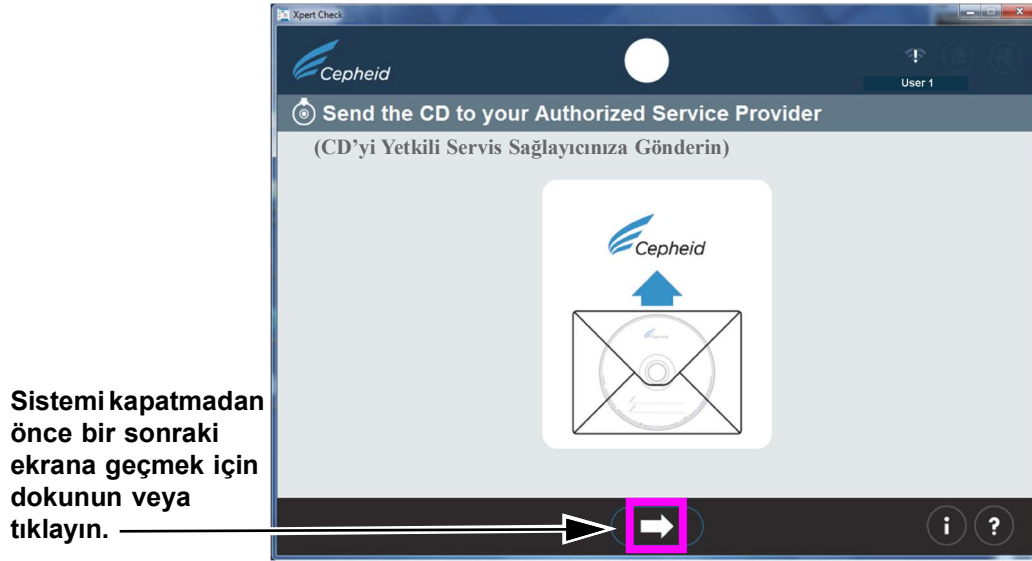 Xpert Check
Cepheid
User 1
Send the CD to your Authorized Service Provider
(CD’yi Yetkili Servis Sağlayıcınıza Gönderin)
Cepheid
Cepheid
Sistemi kapatmadan
önce bir sonraki
ekrana geçmek için
dokunun veya
tıklayın.
i
?